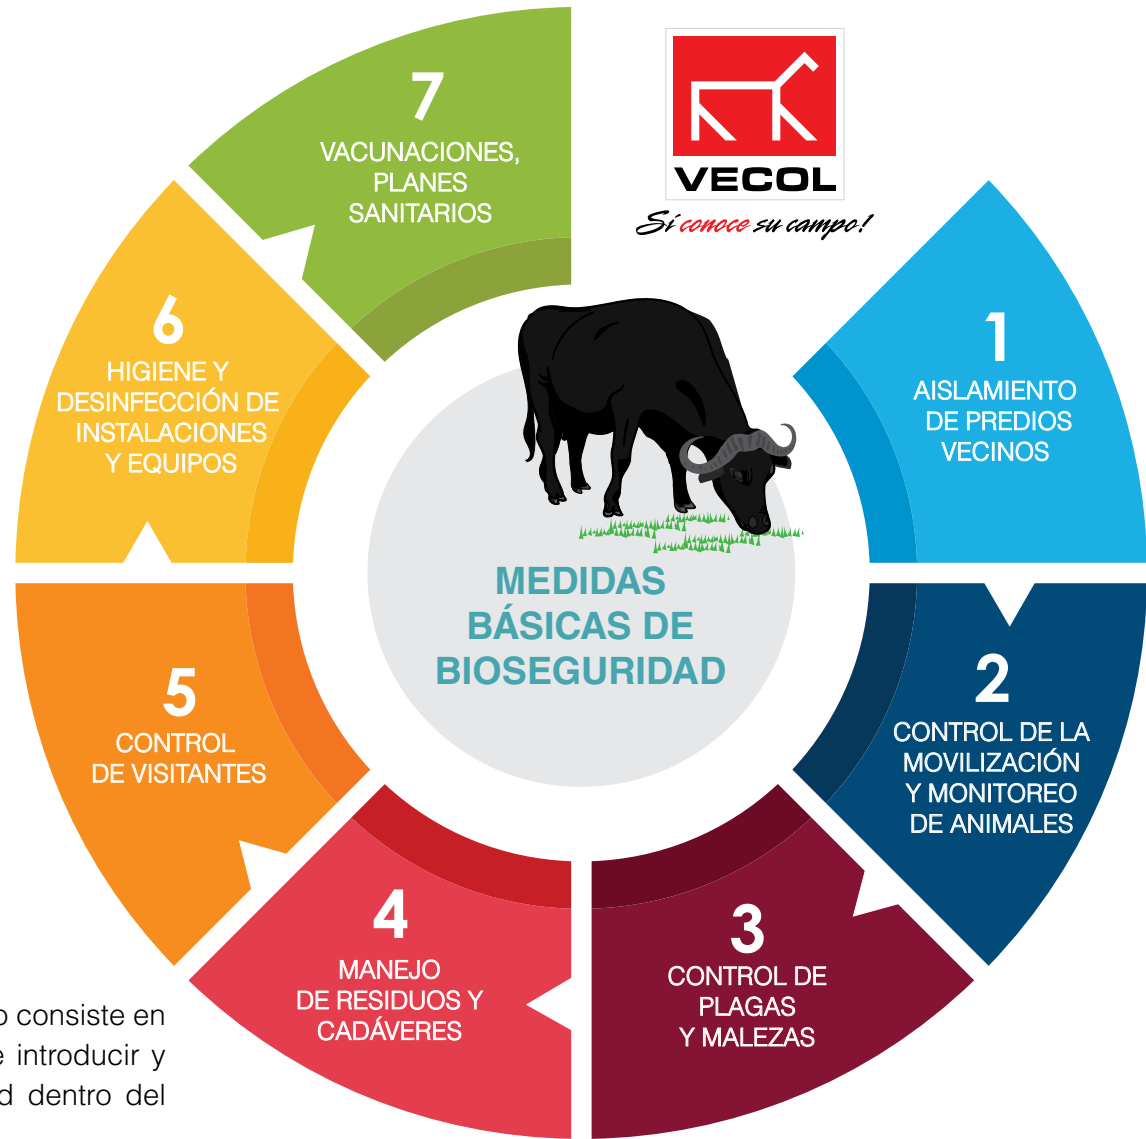 VECOL
Sí conoce su campo!
1
AISLAMIENTO
DE PREDIOS
VECINOS
2
CONTROL DE LA
MOVILIZACIÓN
Y MONITOREO
DE ANIMALES
3
CONTROL DE
PLAGAS
Y MALEZAS
4
MANEJO
DE RESIDUOS Y
CADÁVERES
5
CONTROL
DE VISITANTES
6
HIGIENE Y
DESINFECCIÓN DE
INSTALACIONES
Y EQUIPOS
7
VACUNACIONES,
PLANES
SANITARIOS
MEDIDAS
BÁSICAS DE
BIOSEGURIDAD
o consiste en
e introducir y
d dentro del